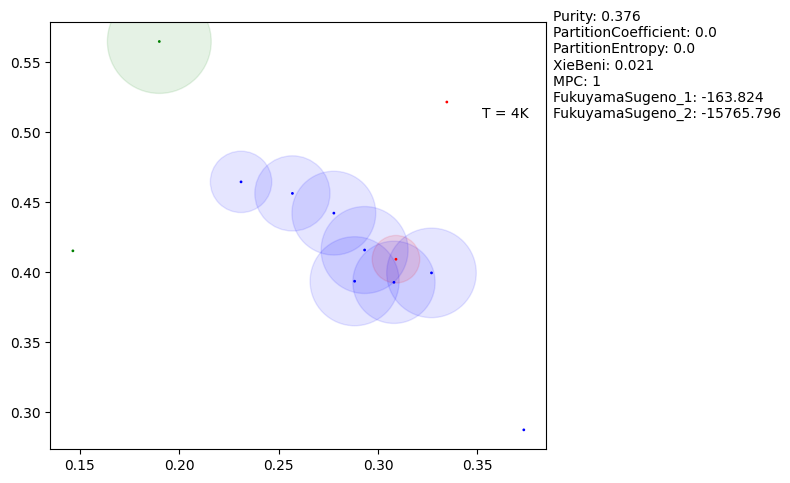 Purity: 0.376
PartitionCoefficient: 0.0
PartitionEntropy: 0.0
XieBeni: 0.021
MPC: 1
FukuyamaSugeno_1: -163.824
FukuyamaSugeno_2: -15765.796
T = 4K
0.55
0.50
0.45
0.40
0.35
0.30
0.15
0.20
0.25
0.30
0.35